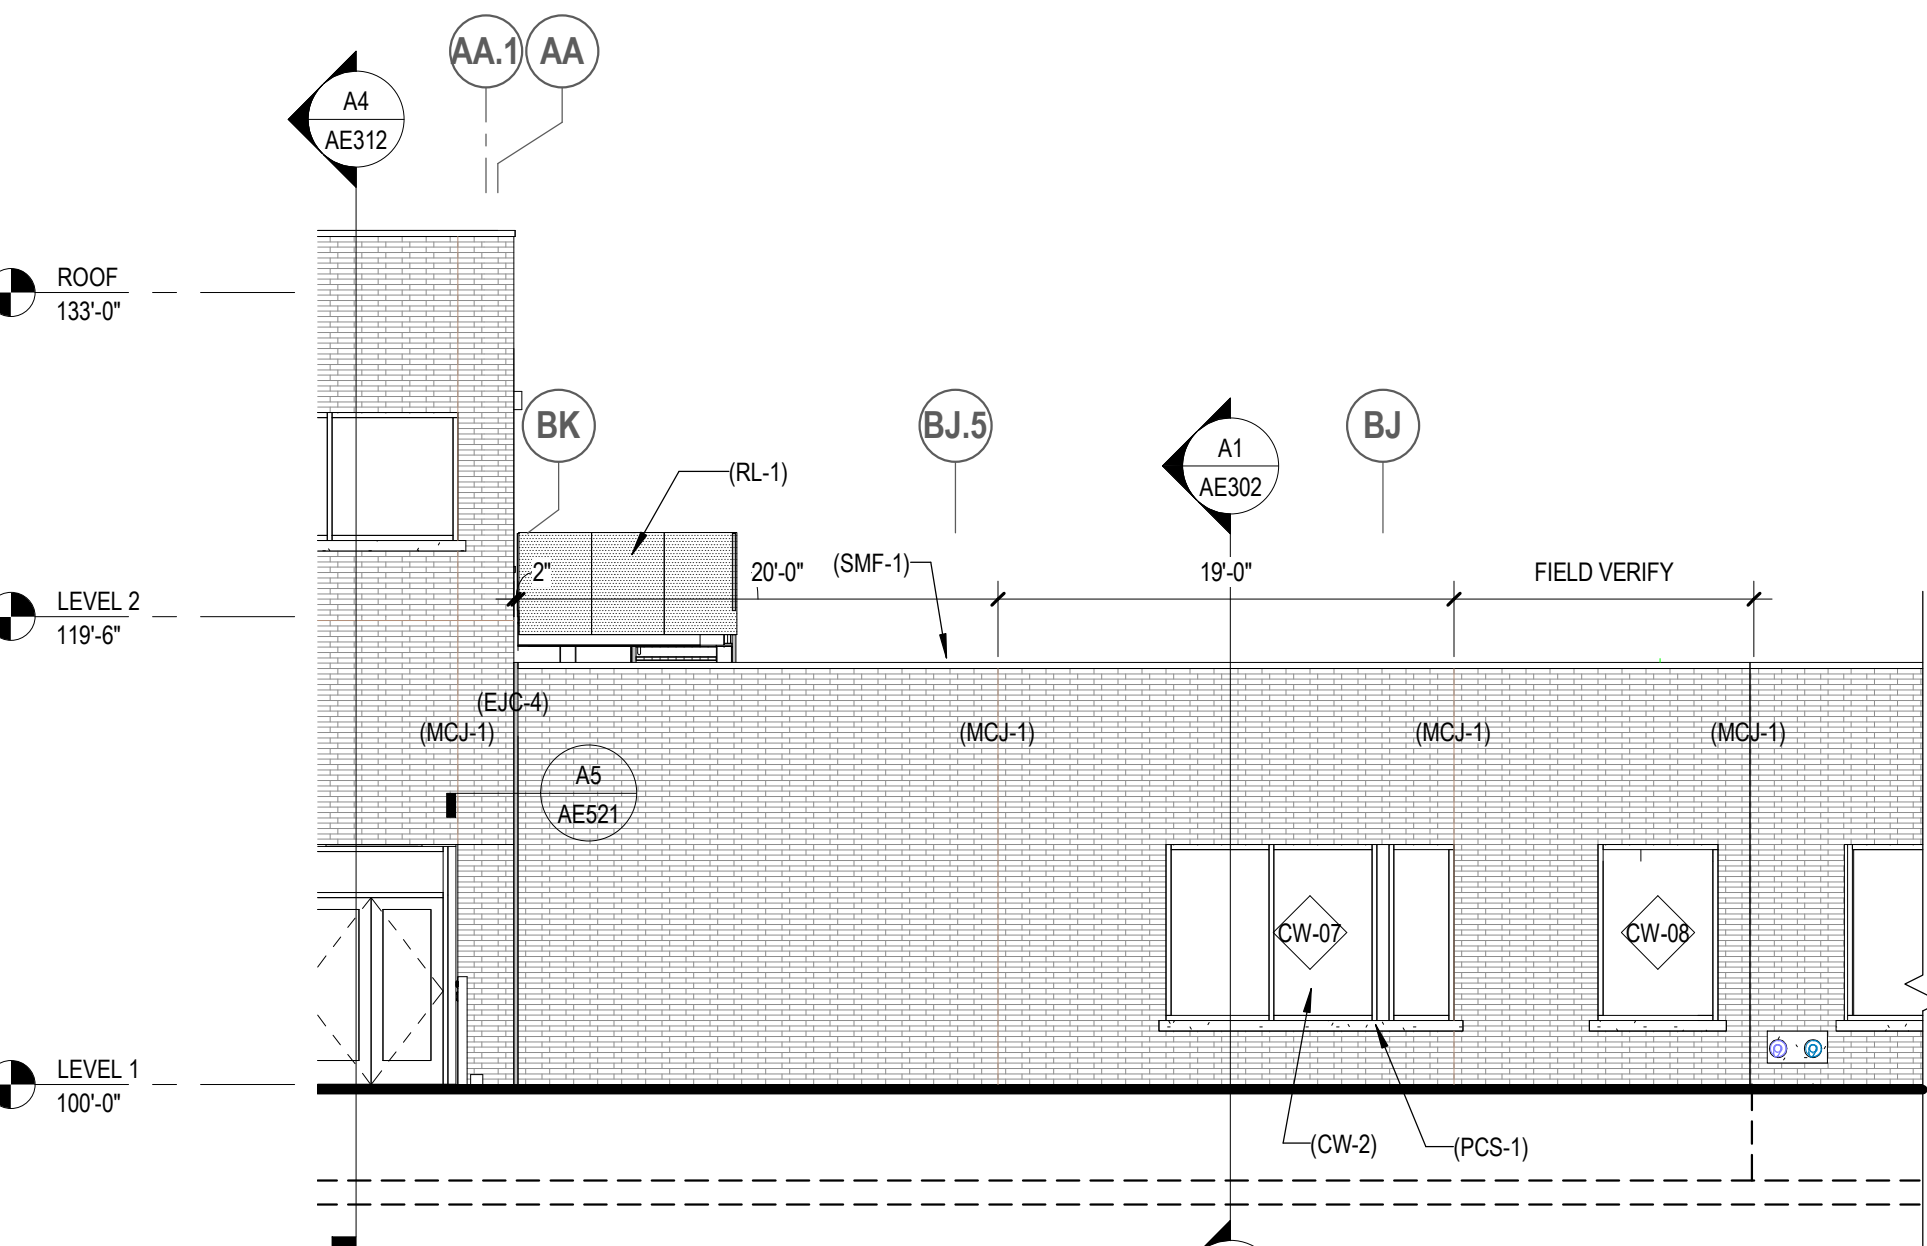 AA.1
AA
A4
AE312
ROOF
133'-0"
BK
BJ.5
BJ
A1
AE302
(RL-1)
(SMF-1)
2"
20'-0"
19'-0"
FIELD VERIFY
LEVEL 2
119'-6"
(EJC-4)
(MCJ-1)
(MCJ-1)
(MCJ-1)
(MCJ-1)
A5
AE521
CW-07
CW-08
LEVEL 1
100'-0"
(CW-2)
(PCS-1)